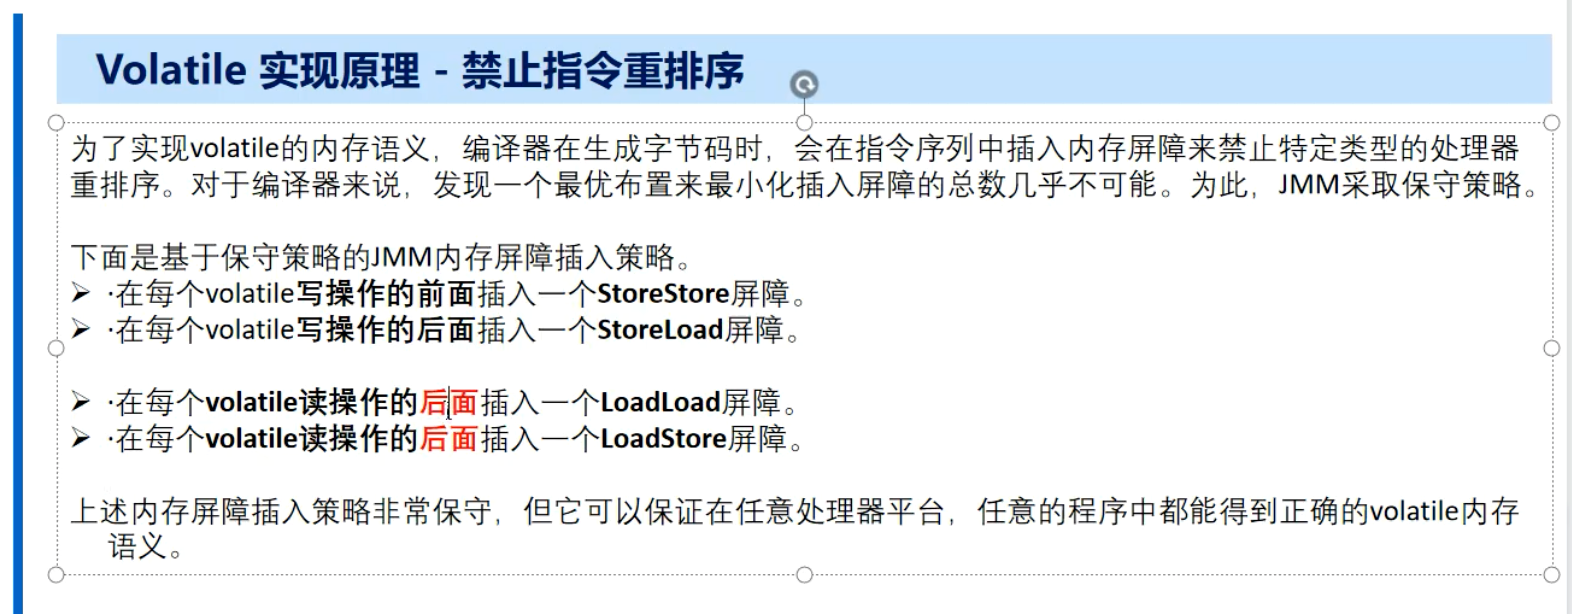 Volatile 实现原理 - 禁止指令重排序
为了实现volatile的内存语义，编译器在生成字节码时，会在指令序列中插入内存屏障来禁止特定类型的处理器
重排序。对于编译器来说，发现一个最优布置来最小化插入屏障的总数几乎不可能。为此，JMM采取保守策略。
下面是基于保守策略的JMM内存屏障插入策略。
➢ ·在每个volatile写操作的前面插入一个StoreStore屏障。
➢ ·在每个volatile写操作的后面插入一个StoreLoad屏障。
➢ ·在每个volatile读操作的后面插入一个LoadLoad屏障。
➢ ·在每个volatile读操作的后面插入一个LoadStore屏障。
上述内存屏障插入策略非常保守，但它可以保证在任意处理器平台，任意的程序中都能得到正确的volatile内存
语义。